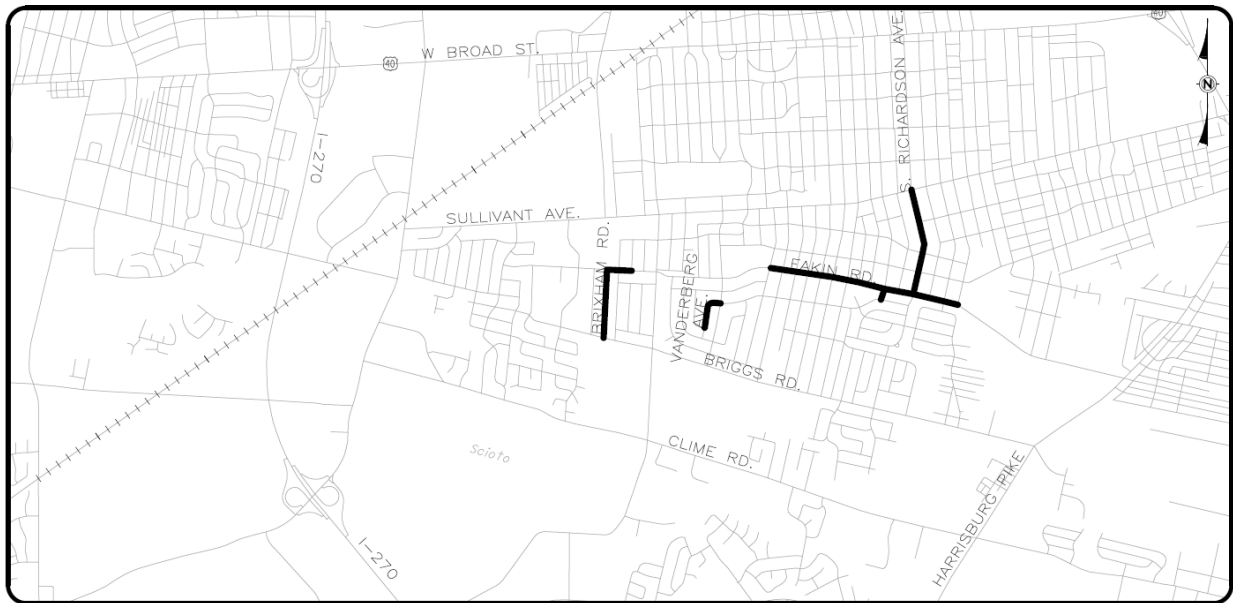 40
W BROAD ST.
40
S. RICHARDSON AVE.
N
I-270
SULLIVANT AVE.
BRIXHAM RD.
VANDERBERG
AVE.
EAKIN RD.
BRIGGS RD.
CLIME RD.
Scioto
HARRISBURG PIKE
I-270